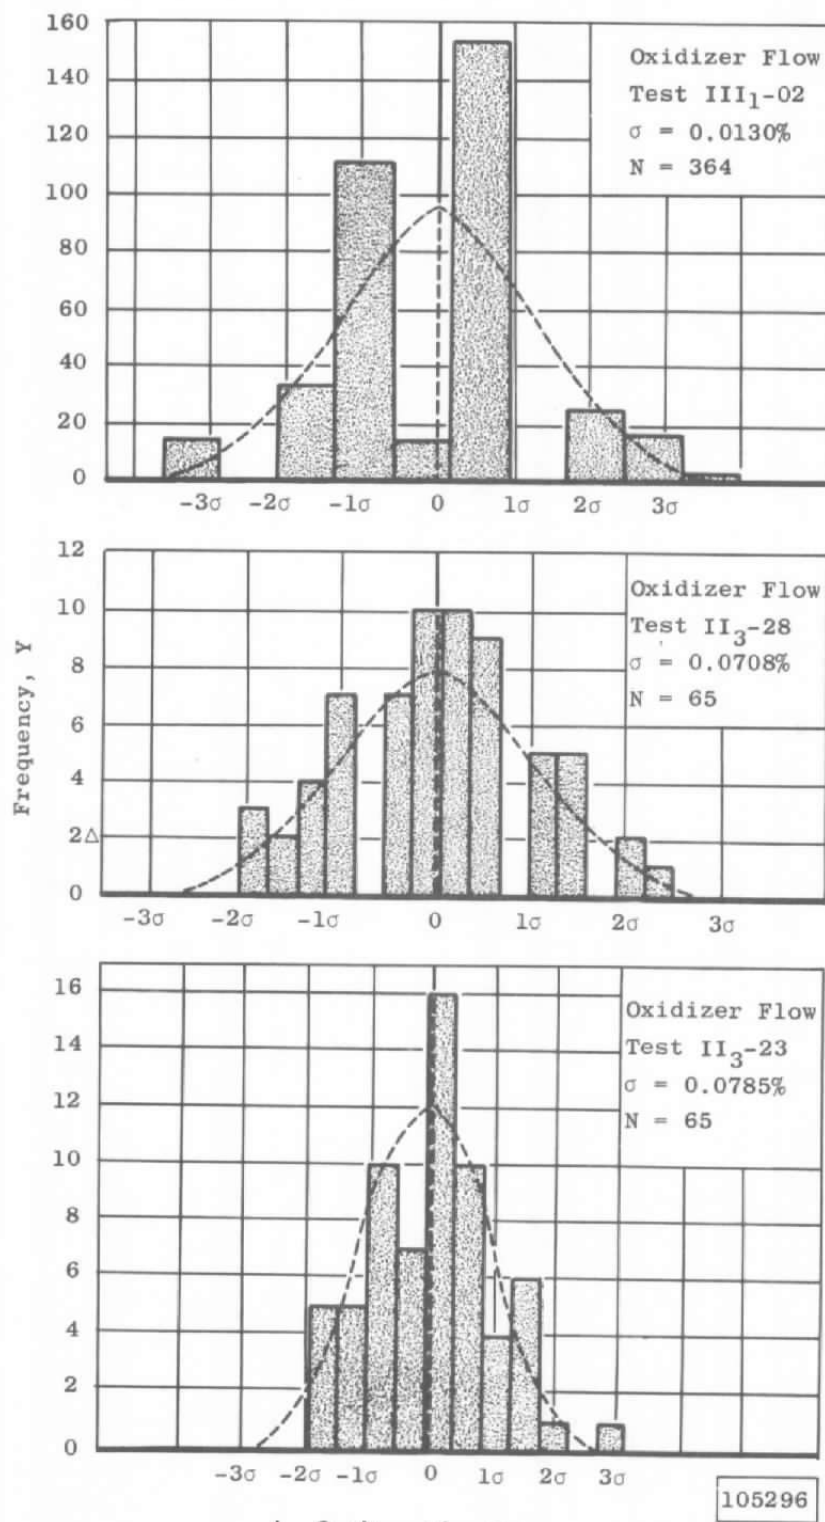 160
140
120
100
80
60
40
20
0
Oxidizer Flow
Test III1-02
σ = 0.0130%
N = 364
-3σ -2σ -1σ 0 1σ 2σ 3σ
Frequency, Y
12
10
8
6
4
2△
0
Oxidizer Flow
Test II3-28
σ = 0.0708%
N = 65
-3σ -2σ -1σ 0 1σ 2σ 3σ
16
14
12
10
8
6
4
2
0
Oxidizer Flow
Test II3-23
σ = 0.0785%
N = 65
-3σ -2σ -1σ 0 1σ 2σ 3σ
105296